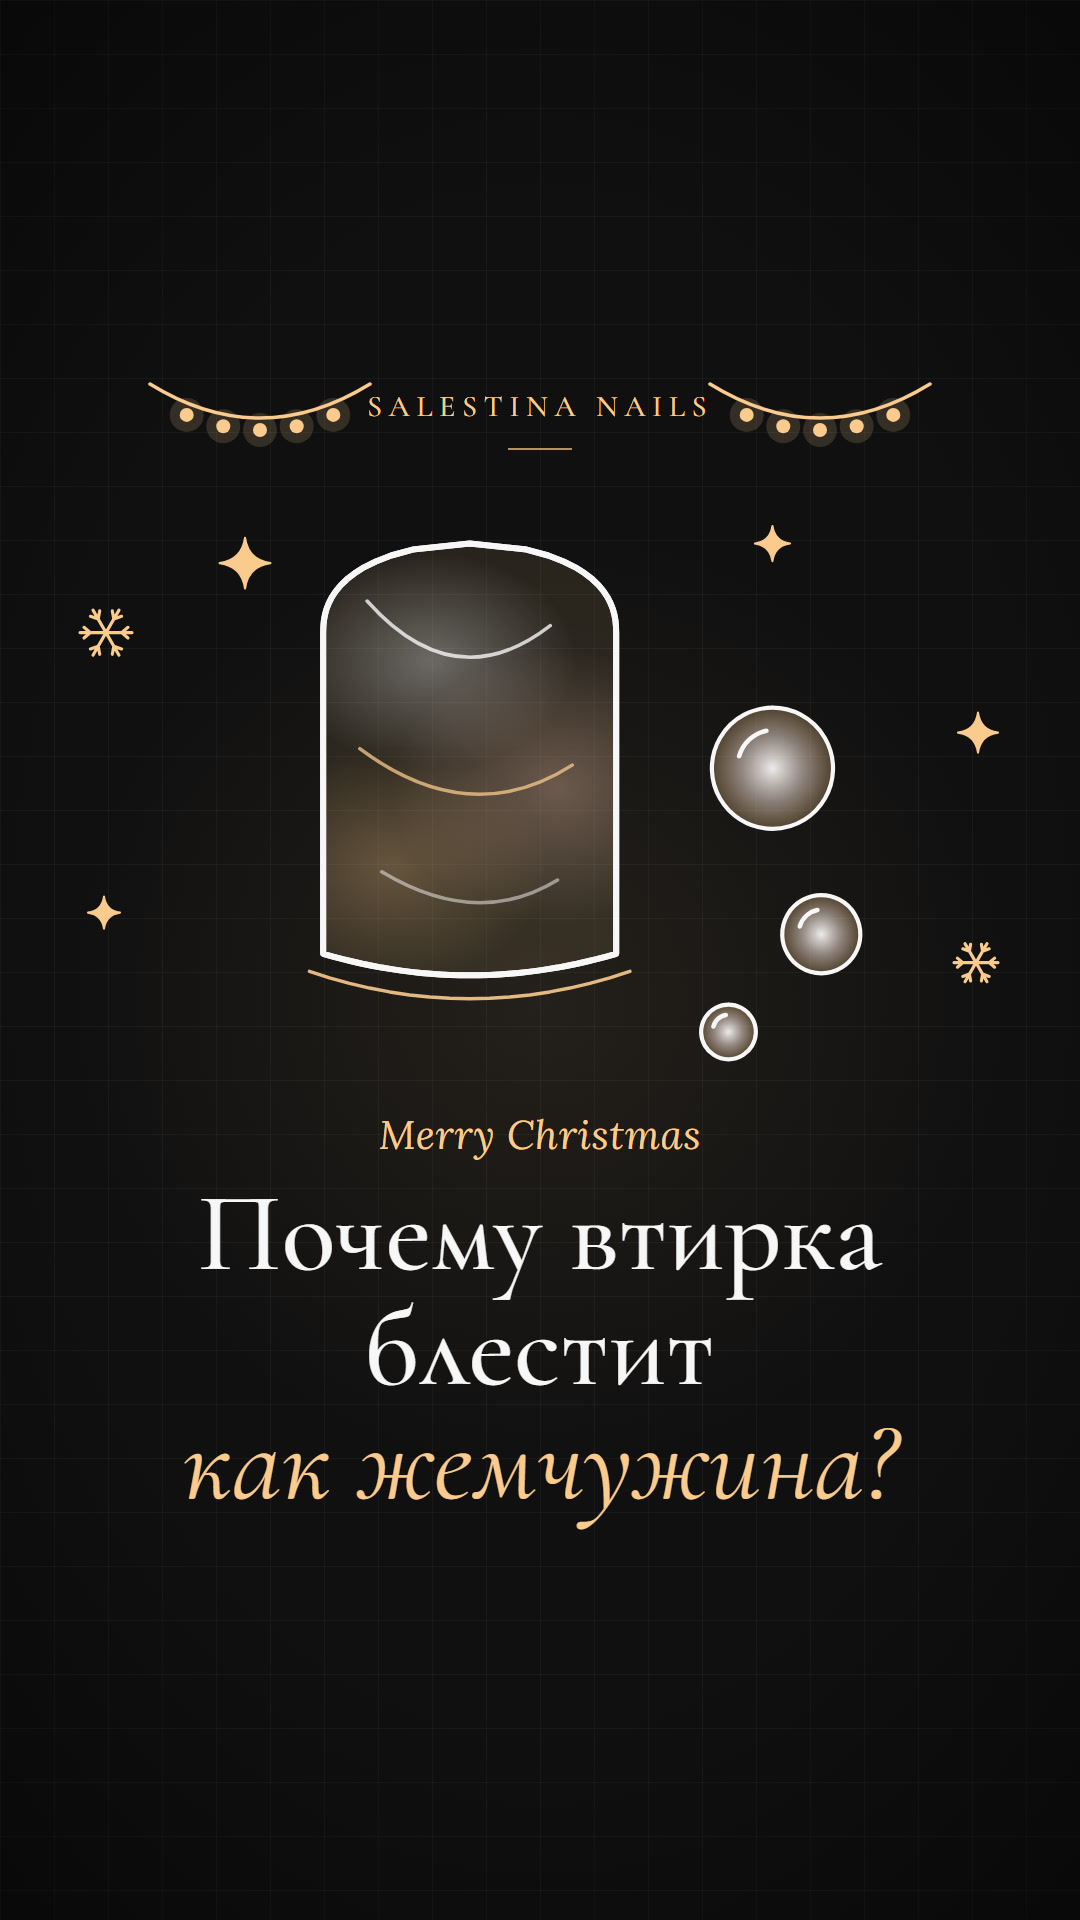 SALESTINA NAILS
Merry Christmas
Почему втирка
блестит
как жемчужина?